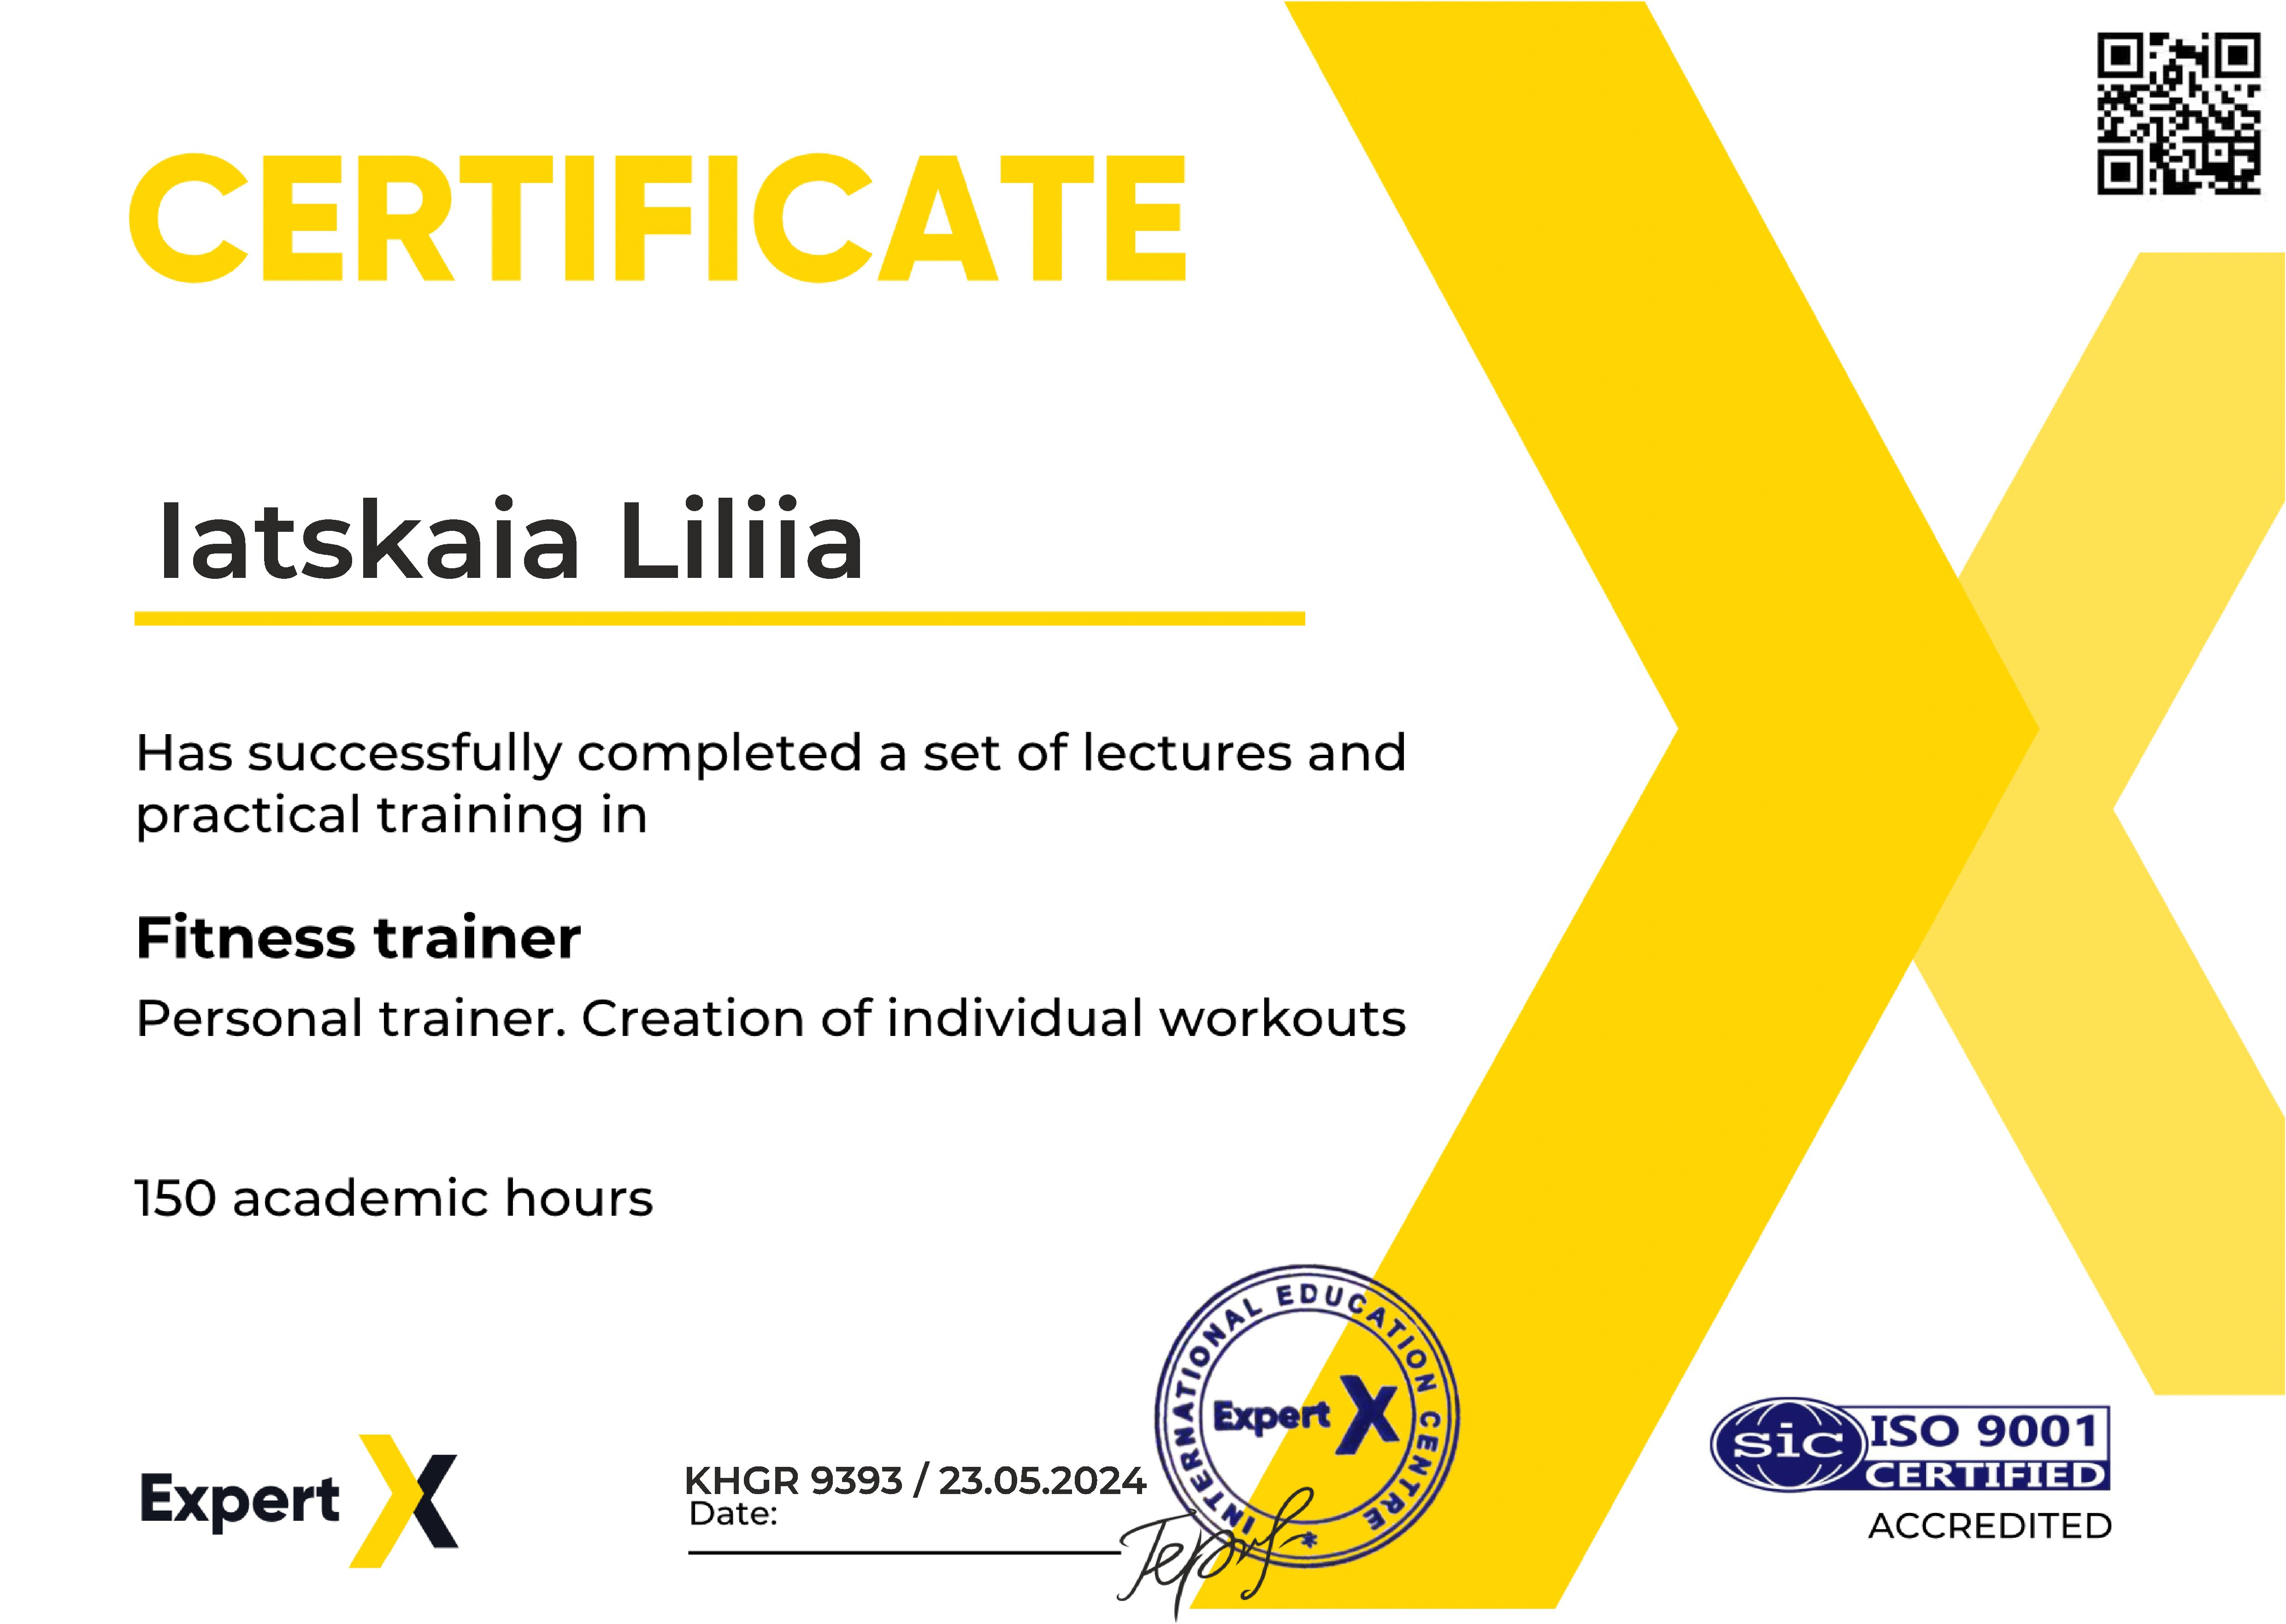 CERTIFICATE
Iatskaia Liliia
Has successfully completed a set of lectures and
practical training in
Fitness trainer
Personal trainer. Creation of individual workouts
150 academic hours
Expert X
KHGR 9393 / 23.05.2024
Date:
INTERNATIONAL EDUCATION CENTRE *
Expert X
sic
ISO 9001
CERTIFIED
ACCREDITED